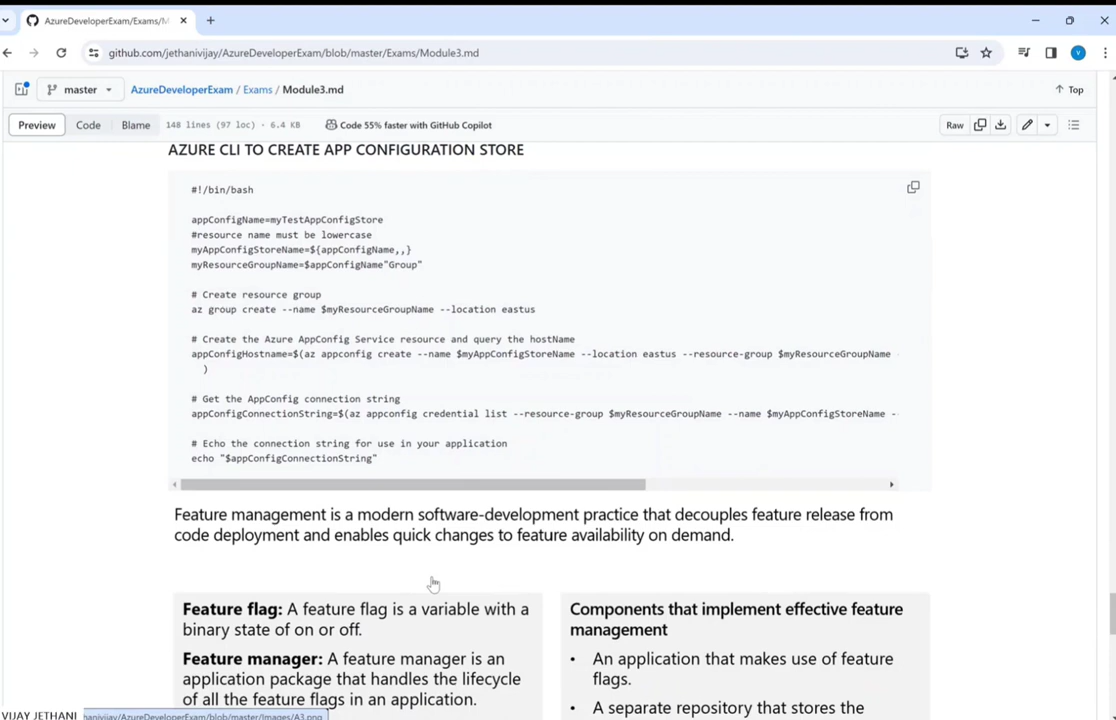 AzureDeveloperExam/Exams/M
github.com/jethanivijay/AzureDeveloperExam/blob/master/Exams/Module3.md
master
AzureDeveloperExam / Exams / Module3.md
Top
Preview
Code
Blame
148 lines (97 loc) · 6.4 KB
Code 55% faster with GitHub Copilot
Raw
AZURE CLI TO CREATE APP CONFIGURATION STORE
#!/bin/bash
appConfigName=myTestAppConfigStore
#resource name must be lowercase
myAppConfigStoreName=${appConfigName,,}
myResourceGroupName=$appConfigName"Group"
# Create resource group
az group create --name $myResourceGroupName --location eastus
# Create the Azure AppConfig Service resource and query the hostName
appConfigHostname=$(az appconfig create --name $myAppConfigStoreName --location eastus --resource-group $myResourceGroupName
)
# Get the AppConfig connection string
appConfigConnectionString=$(az appconfig credential list --resource-group $myResourceGroupName --name $myAppConfigStoreName -
# Echo the connection string for use in your application
echo "$appConfigConnectionString"
Feature management is a modern software-development practice that decouples feature release from
code deployment and enables quick changes to feature availability on demand.
Feature flag: A feature flag is a variable with a
binary state of on or off.
Feature manager: A feature manager is an
application package that handles the lifecycle
of all the feature flags in an application.
Components that implement effective feature
management
• An application that makes use of feature
flags.
• A separate repository that stores the
VIJAY JETHANI
hanivijay/AzureDeveloperExam/blob/master/Images/A3.png